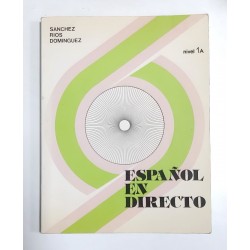 SANCHEZ
RIOS
DOMINGUEZ
nivel 1A
ESPAÑOL
EN
DIRECTO